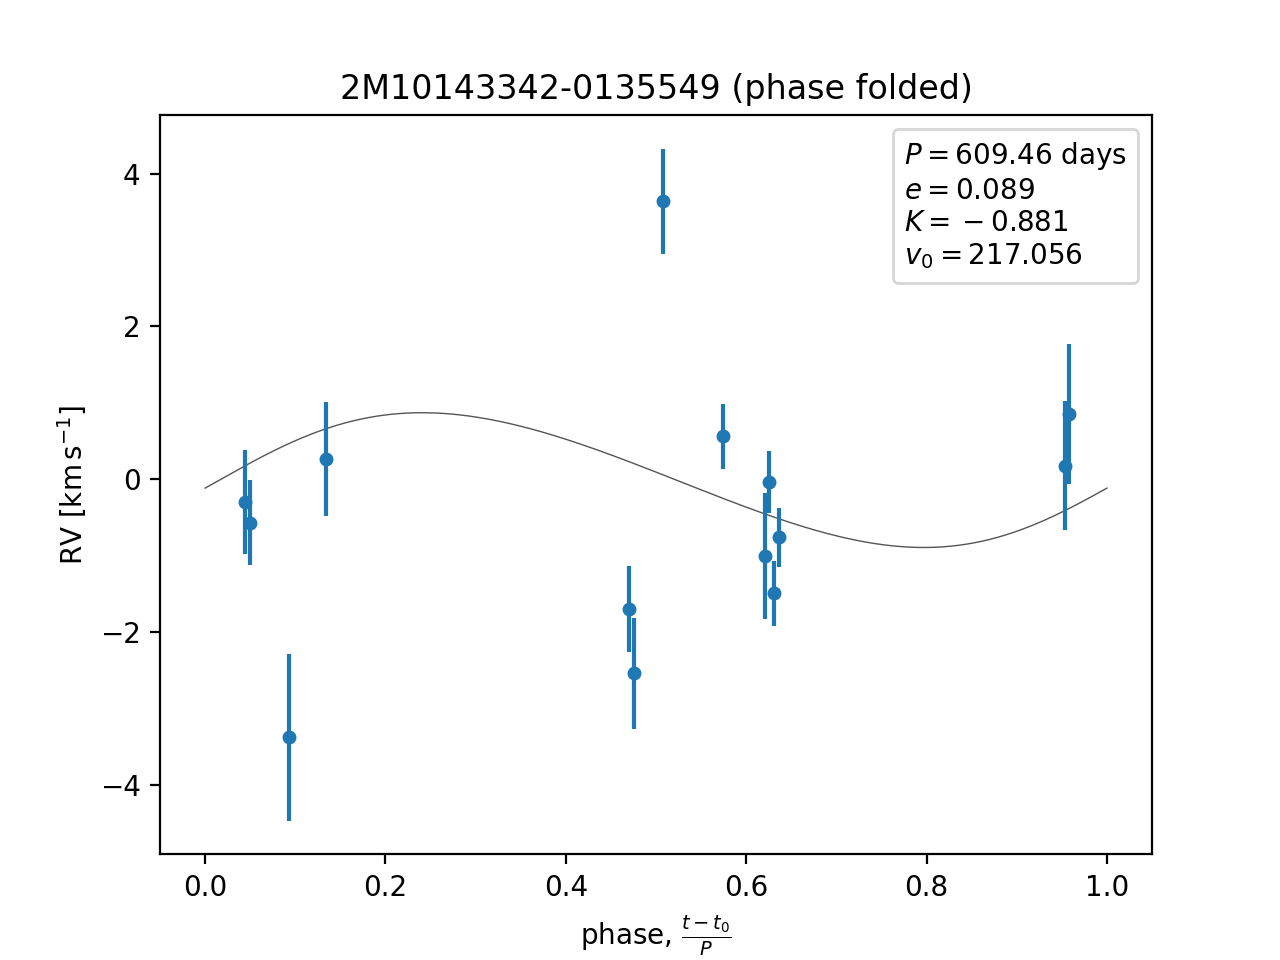 2M10143342-0135549 (phase folded)
P = 609.46 days
e = 0.089
K = −0.881
v₀ = 217.056
RV [km s⁻¹]
4
2
0
−2
−4
0.0 0.2 0.4 0.6 0.8 1.0
phase, (t − t₀)/P